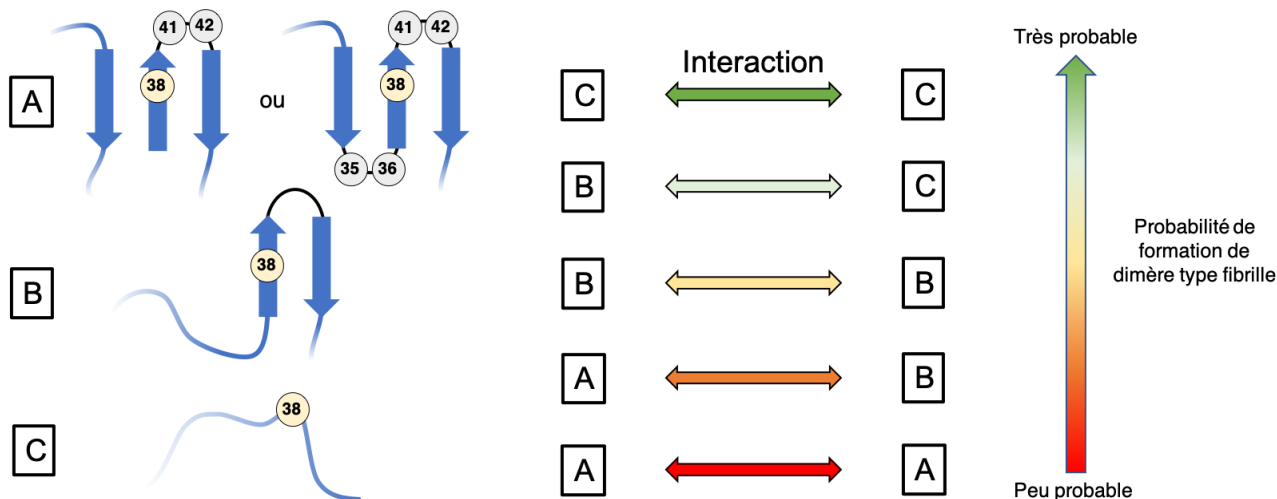 41 42
41 42
A
38
ou
38
35 36
B
38
C
38
Interaction
C C
B C
B B
A B
A A
Très probable
Probabilité de
formation de
dimère type fibrille
Peu probable